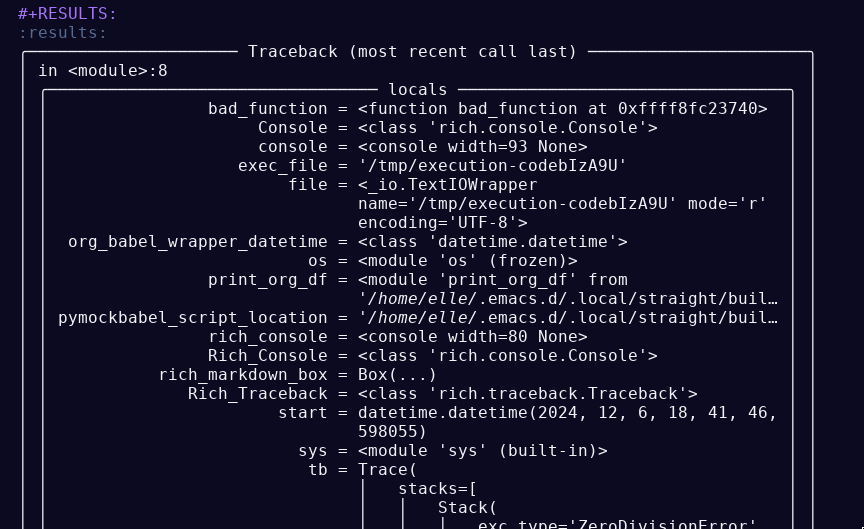 #+RESULTS:
:results:
Traceback (most recent call last)
in <module>:8
locals
bad_function = <function bad_function at 0xffff8fc23740>
Console = <class 'rich.console.Console'>
console = <console width=93 None>
exec_file = '/tmp/execution-codebIzA9U'
file = <_io.TextIOWrapper
name='/tmp/execution-codebIzA9U' mode='r'
encoding='UTF-8'>
org_babel_wrapper_datetime = <class 'datetime.datetime'>
os = <module 'os' (frozen)>
print_org_df = <module 'print_org_df' from
'/home/elle/.emacs.d/.local/straight/buil…
pymockbabel_script_location = '/home/elle/.emacs.d/.local/straight/buil…
rich_console = <console width=80 None>
Rich_Console = <class 'rich.console.Console'>
rich_markdown_box = Box(...)
Rich_Traceback = <class 'rich.traceback.Traceback'>
start = datetime.datetime(2024, 12, 6, 18, 41, 46,
598055)
sys = <module 'sys' (built-in)>
tb = Trace(
stacks=[
Stack(
exc_type='ZeroDivisionError'